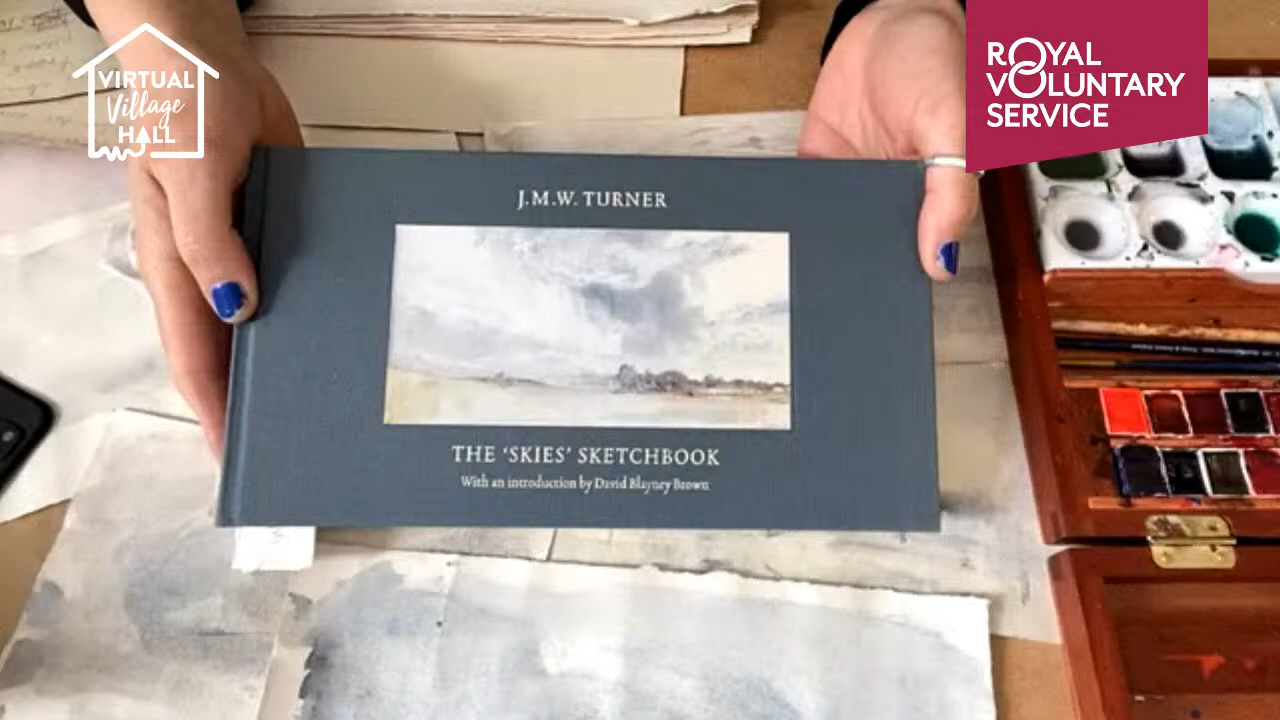 VIRTUAL
Village
HALL
ROYAL
VOLUNTARY
SERVICE
J.M.W. TURNER
THE ‘SKIES’ SKETCHBOOK
With an introduction by David Blayney Brown